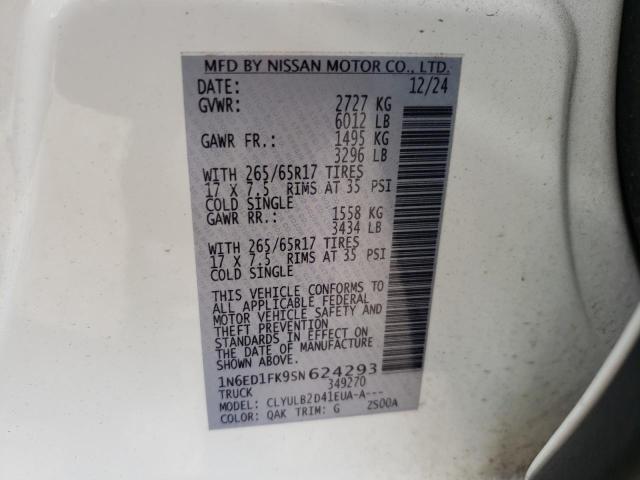 MFD BY NISSAN MOTOR CO., LTD.
DATE: 12/24
GVWR: 2727 KG
6012 LB
GAWR FR.: 1495 KG
3296 LB
WITH 265/65R17 TIRES
17 X 7.5 RIMS AT 35 PSI
COLD SINGLE
GAWR RR.: 1558 KG
3434 LB
WITH 265/65R17 TIRES
17 X 7.5 RIMS AT 35 PSI
COLD SINGLE
THIS VEHICLE CONFORMS TO
ALL APPLICABLE FEDERAL
MOTOR VEHICLE SAFETY AND
THEFT PREVENTION
STANDARDS IN EFFECT ON
THE DATE OF MANUFACTURE
SHOWN ABOVE.
1N6ED1FK9SN624293
TRUCK 349270
MODEL: CLYULB2D41EUA-A---
COLOR: QAK TRIM: G ZS00A